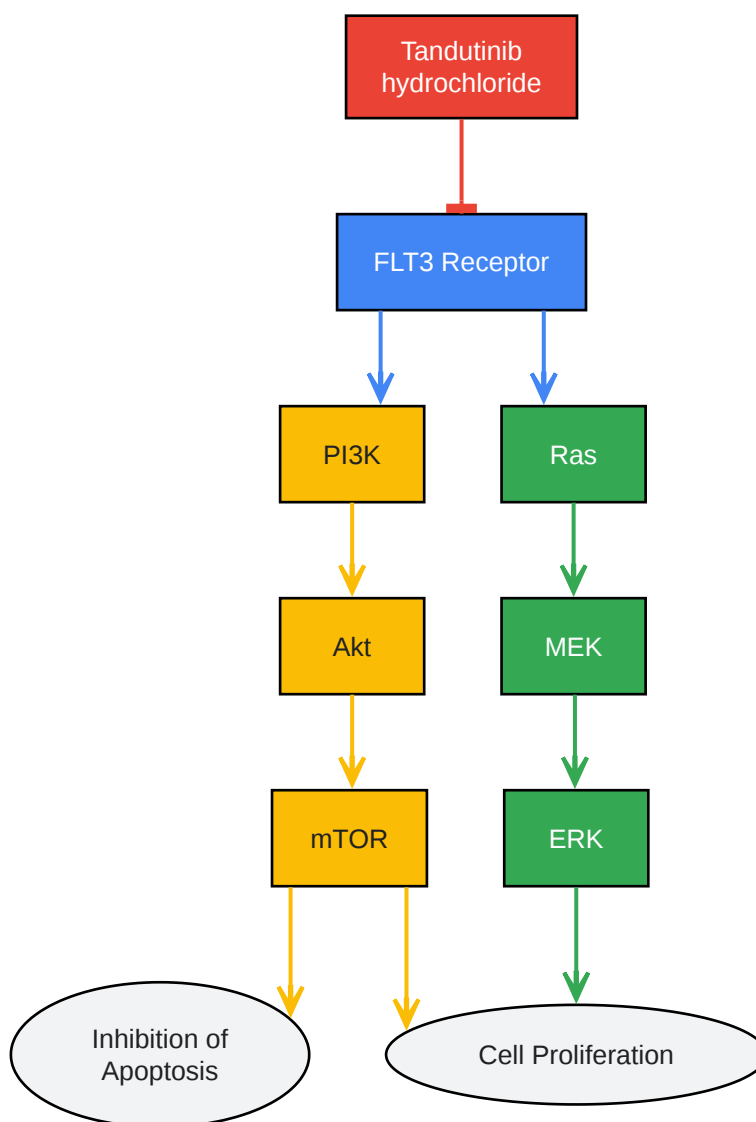 Tandutinib
hydrochloride
FLT3 Receptor
PI3K
Ras
Akt
MEK
mTOR
ERK
Inhibition of
Apoptosis
Cell Proliferation